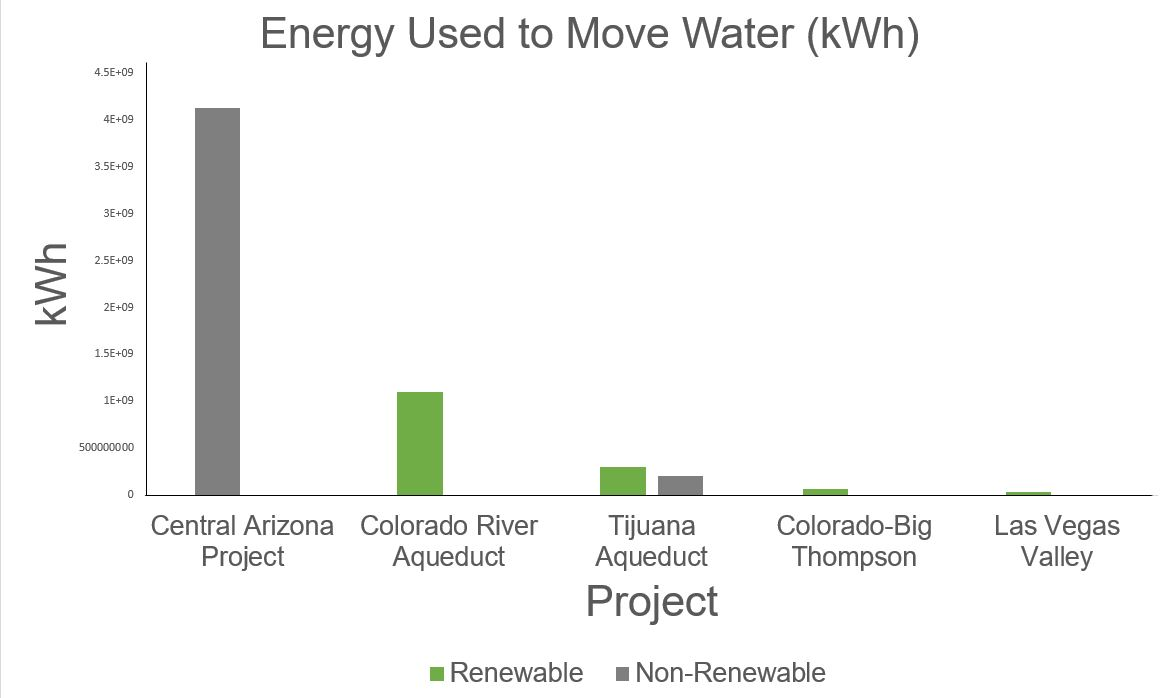 Energy Used to Move Water (kWh)
kWh
4.5E+09
4E+09
3.5E+09
3E+09
2.5E+09
2E+09
1.5E+09
1E+09
500000000
0
Central Arizona Project
Colorado River Aqueduct
Tijuana Aqueduct
Colorado-Big Thompson
Las Vegas Valley
Project
Renewable Non-Renewable